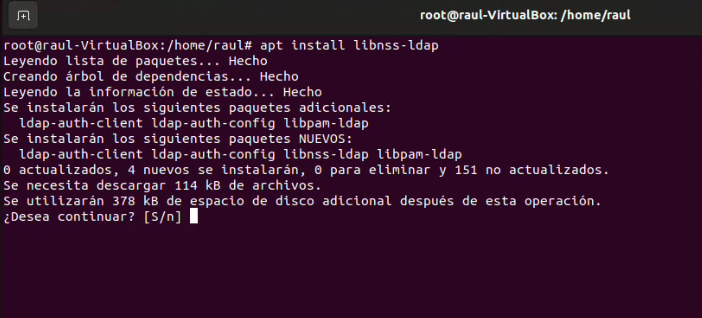 root@raul-VirtualBox: /home/raul
root@raul-VirtualBox:/home/raul# apt install libnss-ldap
Leyendo lista de paquetes... Hecho
Creando árbol de dependencias... Hecho
Leyendo la información de estado... Hecho
Se instalarán los siguientes paquetes adicionales:
  ldap-auth-client ldap-auth-config libpam-ldap
Se instalarán los siguientes paquetes NUEVOS:
  ldap-auth-client ldap-auth-config libnss-ldap libpam-ldap
0 actualizados, 4 nuevos se instalarán, 0 para eliminar y 151 no actualizados.
Se necesita descargar 114 kB de archivos.
Se utilizarán 378 kB de espacio de disco adicional después de esta operación.
¿Desea continuar? [S/n]